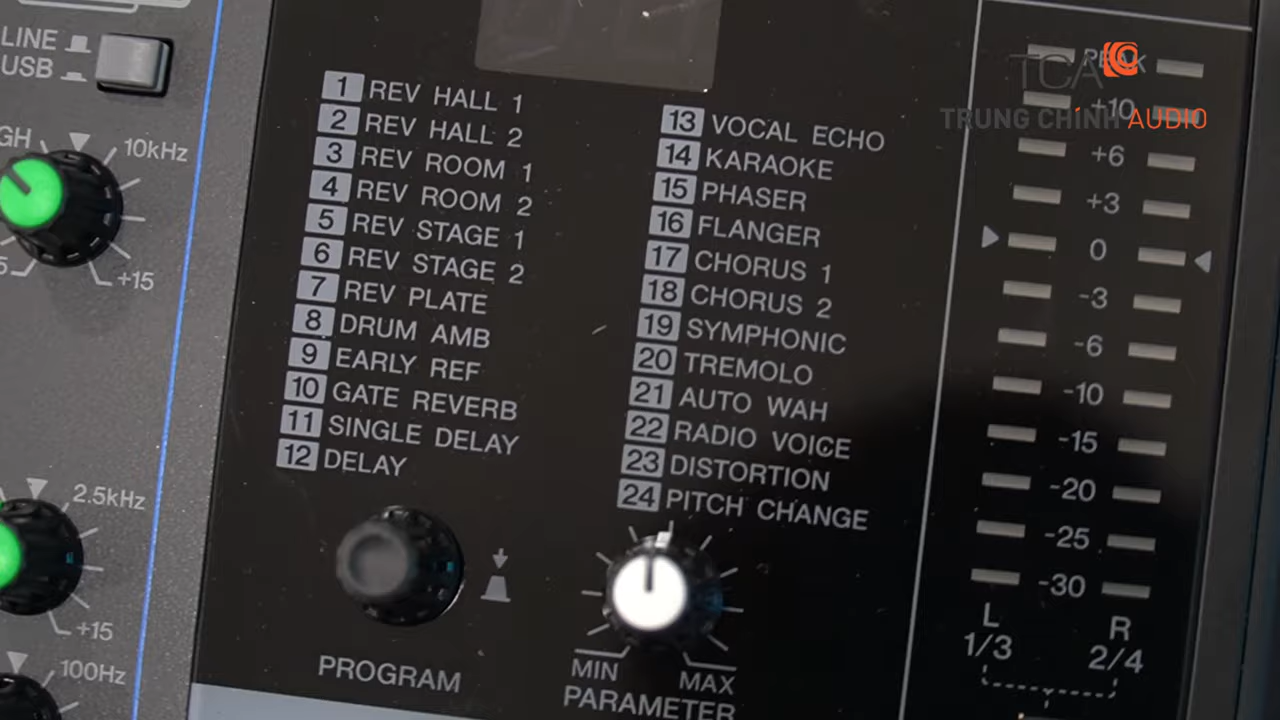 LINE
USB
GH
10kHz
5
+15
2.5kHz
+15
100Hz
1 REV HALL 1
2 REV HALL 2
3 REV ROOM 1
4 REV ROOM 2
5 REV STAGE 1
6 REV STAGE 2
7 REV PLATE
8 DRUM AMB
9 EARLY REF
10 GATE REVERB
11 SINGLE DELAY
12 DELAY
13 VOCAL ECHO
14 KARAOKE
15 PHASER
16 FLANGER
17 CHORUS 1
18 CHORUS 2
19 SYMPHONIC
20 TREMOLO
21 AUTO WAH
22 RADIO VOICE
23 DISTORTION
24 PITCH CHANGE
PROGRAM
MIN MAX
PARAMETER
TCA
TRUNG CHÍNH AUDIO
PEAK
+10
+6
+3
0
-3
-6
-10
-15
-20
-25
-30
L R
1/3 2/4